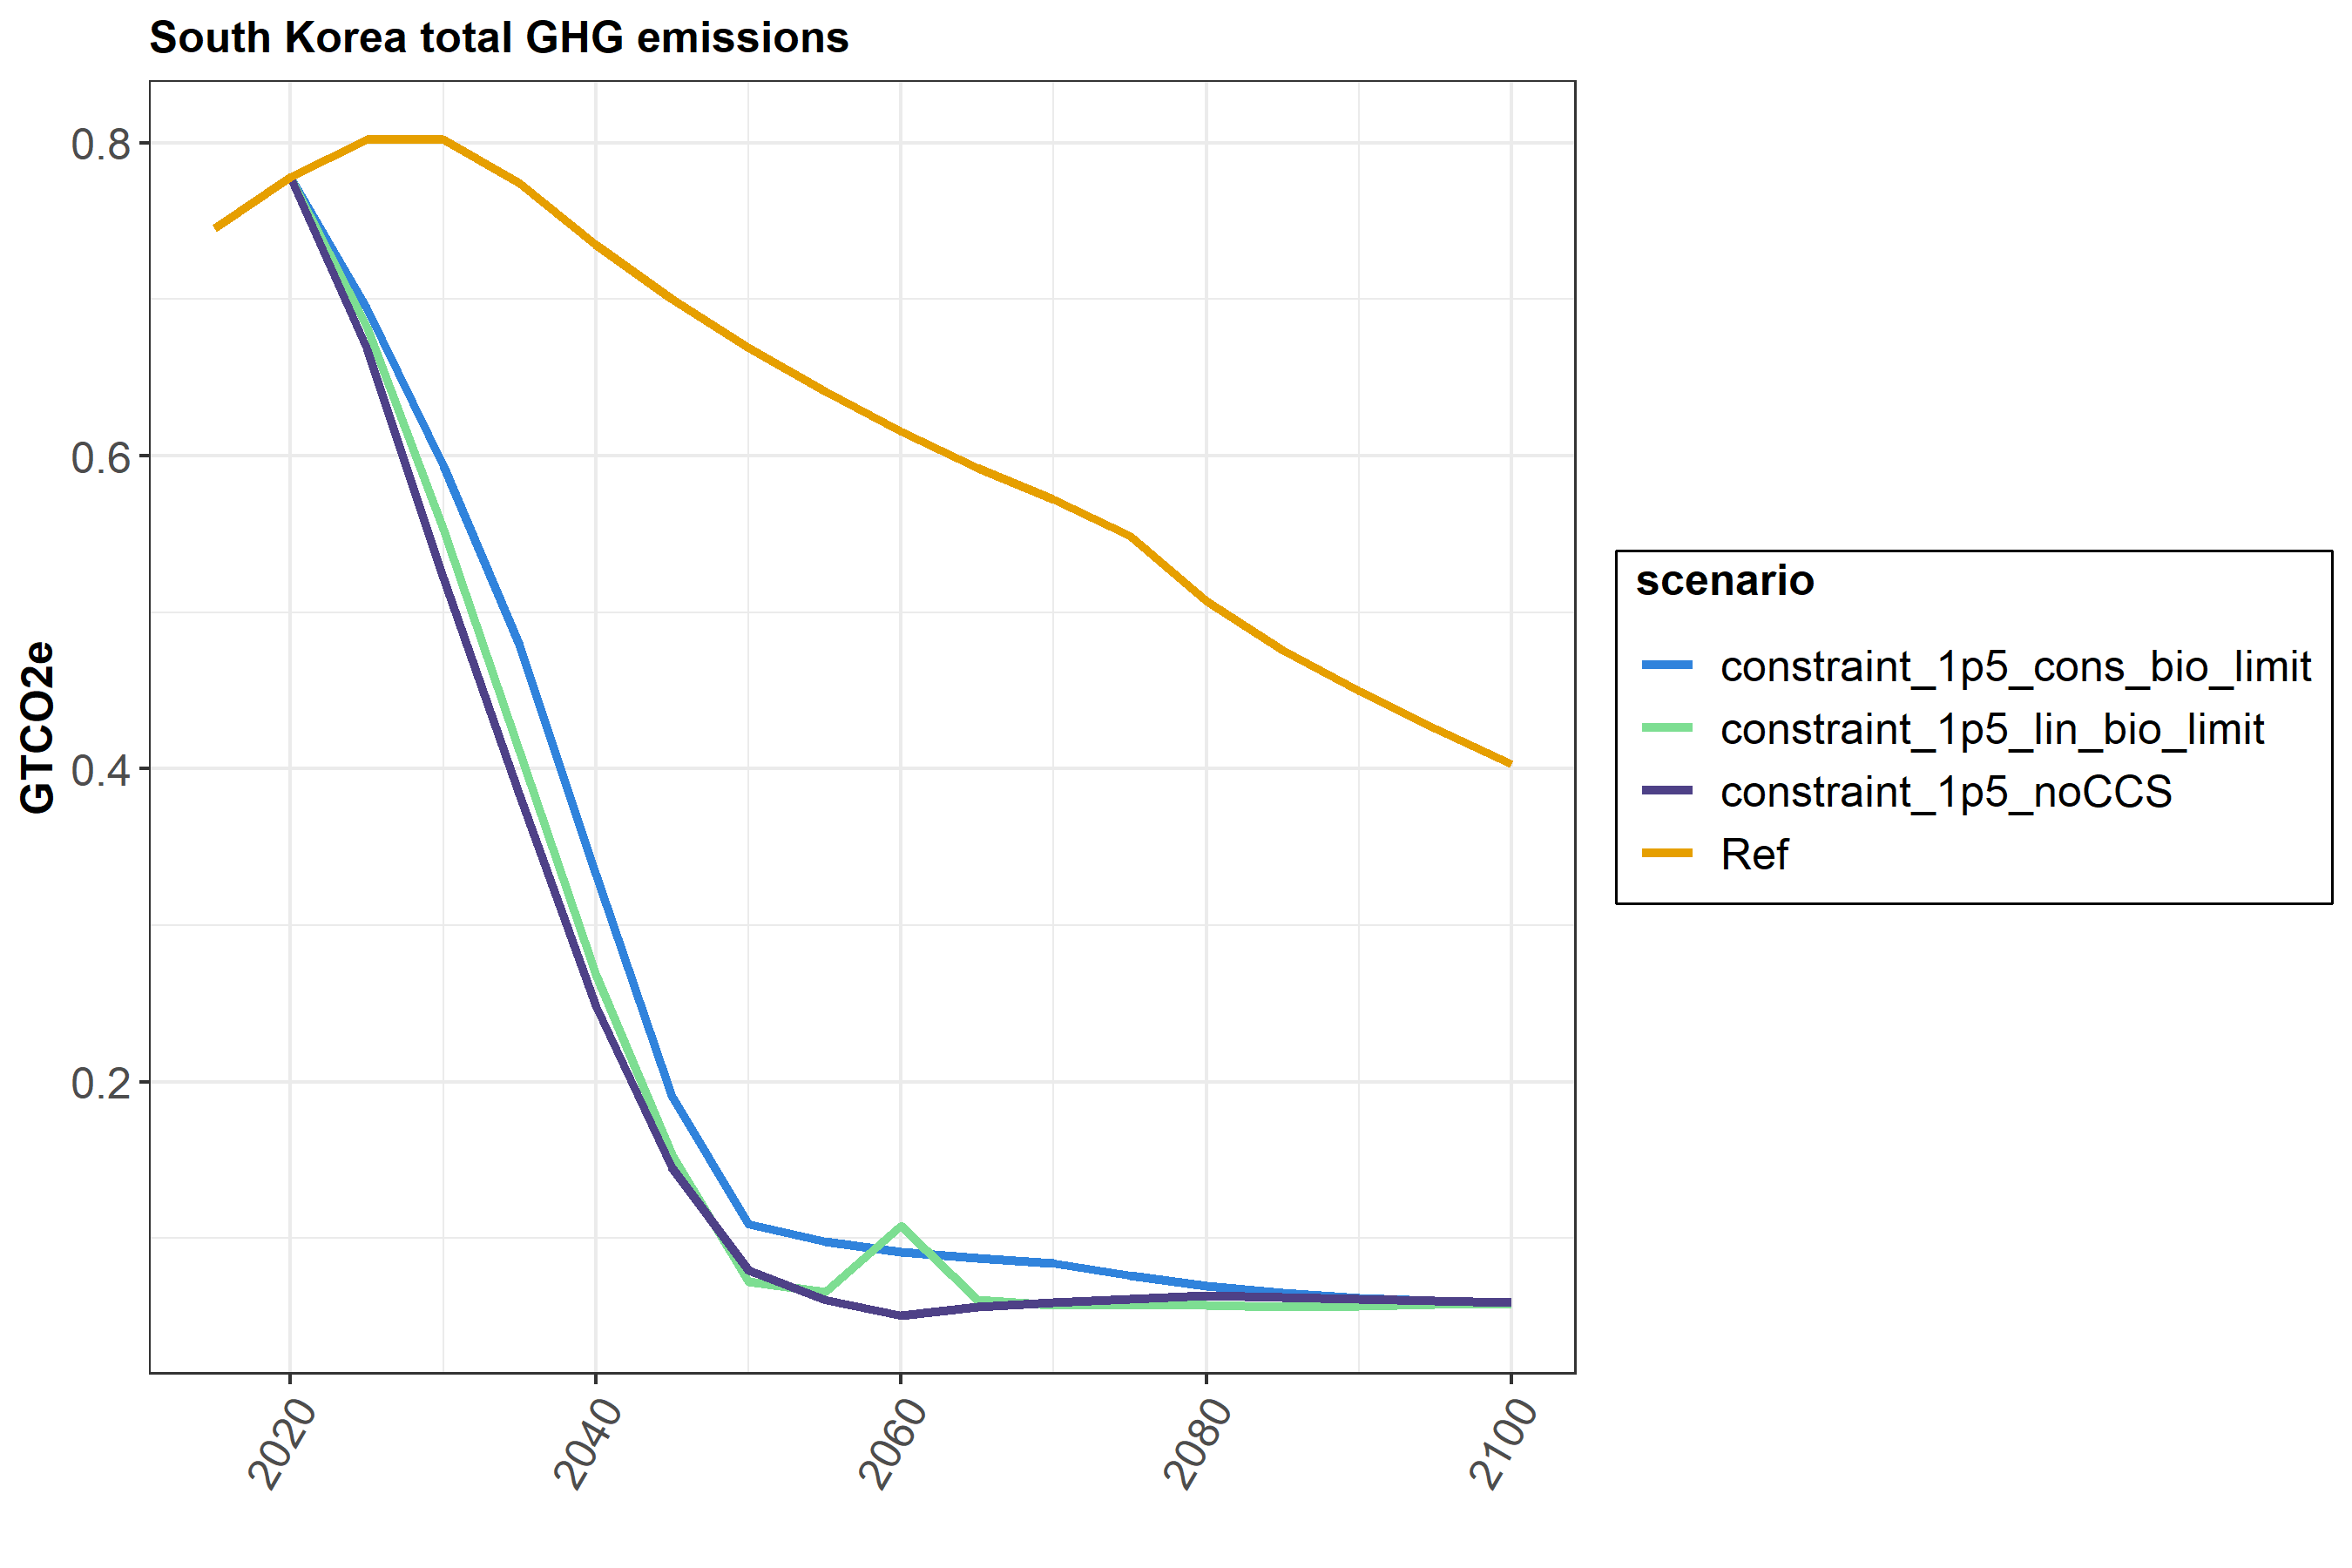 South Korea total GHG emissions
GTCO2e
0.8
0.6
0.4
0.2
2020
2040
2060
2080
2100
scenario
constraint_1p5_cons_bio_limit
constraint_1p5_lin_bio_limit
constraint_1p5_noCCS
Ref